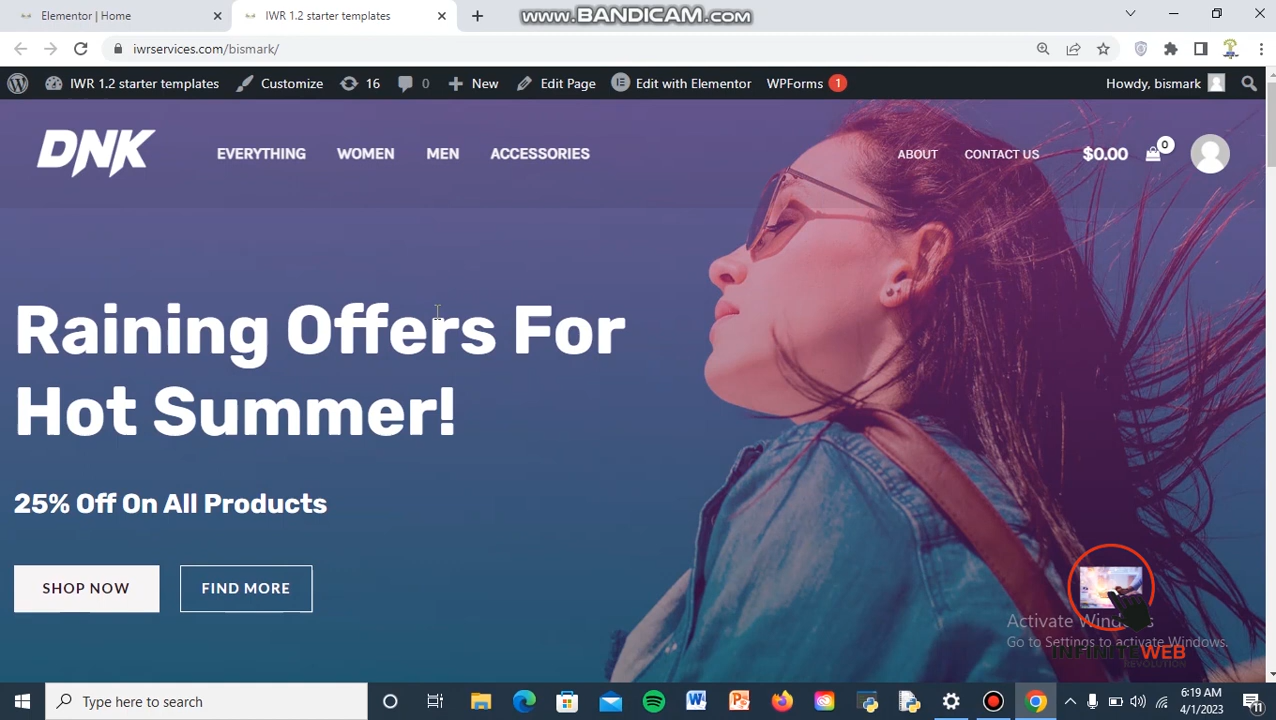 Elementor | Home
IWR 1.2 starter templates
www.BANDICAM.com
iwrservices.com/bismark/
IWR 1.2 starter templates Customize 16 0 New Edit Page Edit with Elementor WPForms 1 Howdy, bismark
DNK EVERYTHING WOMEN MEN ACCESSORIES ABOUT CONTACT US $0.00 0
Raining Offers For
Hot Summer!
25% Off On All Products
SHOP NOW FIND MORE
Activate Windows
Go to Settings to activate Windows.
INFINITEWEB
REVOLUTION
Type here to search
6:19 AM
4/1/2023
11